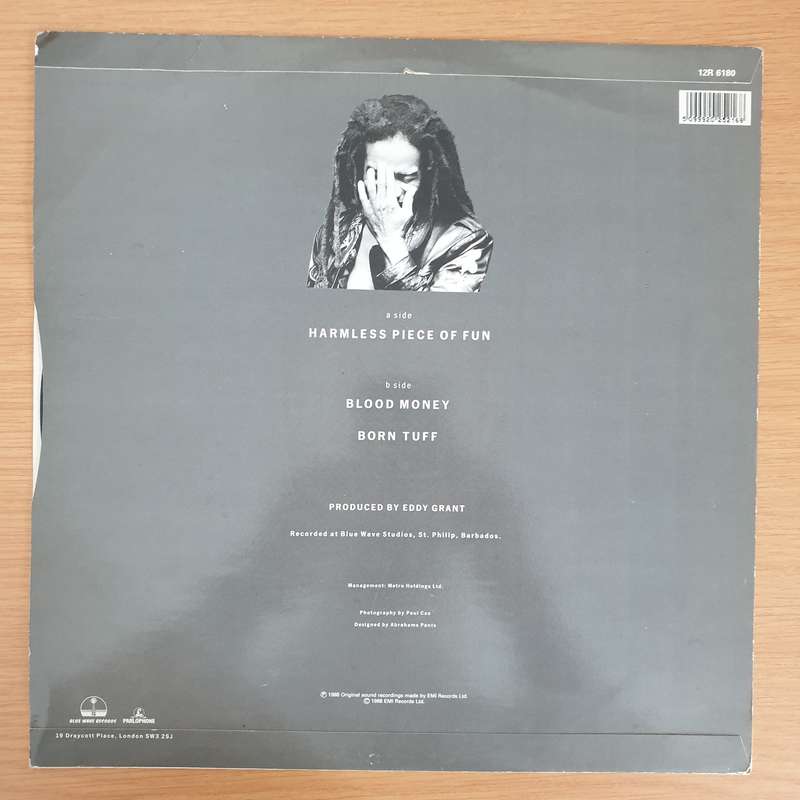 12R 6180
5 099920 252168
a side
HARMLESS PIECE OF FUN
b side
BLOOD MONEY
BORN TUFF
PRODUCED BY EDDY GRANT
Recorded at Blue Wave Studios, St. Philip, Barbados.
Management: Metro Holdings Ltd.
Photography by Paul Cox
Designed by Abrahams Pants
Ⓟ 1988 Original sound recordings made by EMI Records Ltd.
© 1988 EMI Records Ltd.
BLUE WAVE RECORDS
PARLOPHONE
19 Draycott Place, London SW3 2SJ